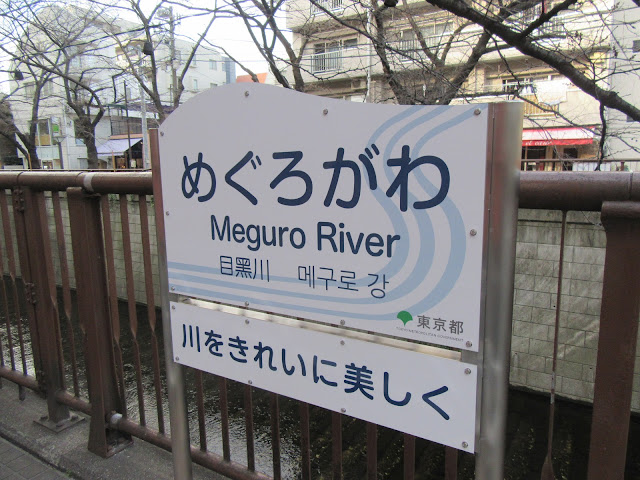 めぐろがわ
Meguro River
目黑川 메구로 강
東京都
川をきれいに美しく